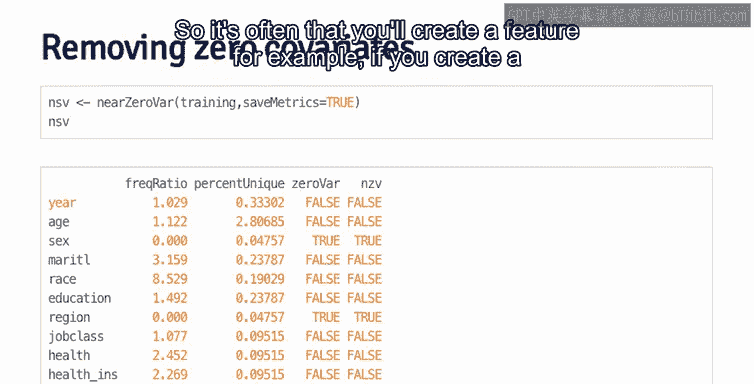 Removing zero covariates
So it's often that you'll create a feature
for example, if you create a
nsv <- nearZeroVar(training,saveMetrics=TRUE)
nsv
freqRatio percentUnique zeroVar nzv
year 1.029 0.33302 FALSE FALSE
age 1.122 2.80685 FALSE FALSE
sex 0.000 0.04757 TRUE TRUE
maritl 3.159 0.23787 FALSE FALSE
race 8.529 0.19029 FALSE FALSE
education 1.492 0.23787 FALSE FALSE
region 0.000 0.04757 TRUE TRUE
jobclass 1.077 0.09515 FALSE FALSE
health 2.452 0.09515 FALSE FALSE
health_ins 2.269 0.09515 FALSE FALSE